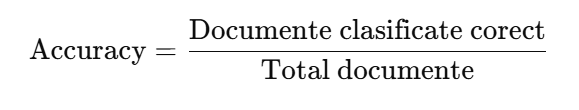 Accuracy = Documente clasificate corect
Total documente